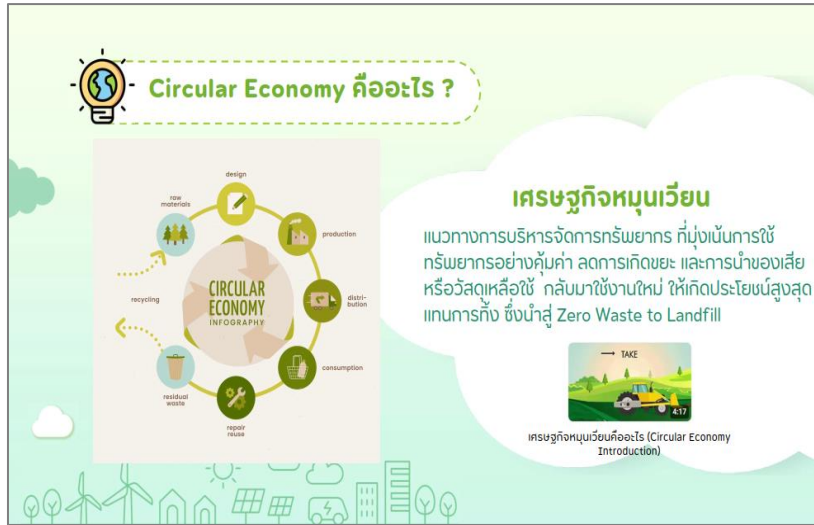 Circular Economy คืออะไร ?
design
raw
materials
production
CIRCULAR
ECONOMY
INFOGRAPHY
distri-
bution
recycling
consumption
residual
waste
repair
reuse
เศรษฐกิจหมุนเวียน
แนวทางการบริหารจัดการทรัพยากร ที่มุ่งเน้นการใช้
ทรัพยากรอย่างคุ้มค่า ลดการเกิดขยะ และการนำของเสีย
หรือวัสดุเหลือใช้ กลับมาใช้งานใหม่ ให้เกิดประโยชน์สูงสุด
แทนการทิ้ง ซึ่งนำสู่ Zero Waste to Landfill
→ TAKE
4:17
เศรษฐกิจหมุนเวียนคืออะไร (Circular Economy
Introduction)